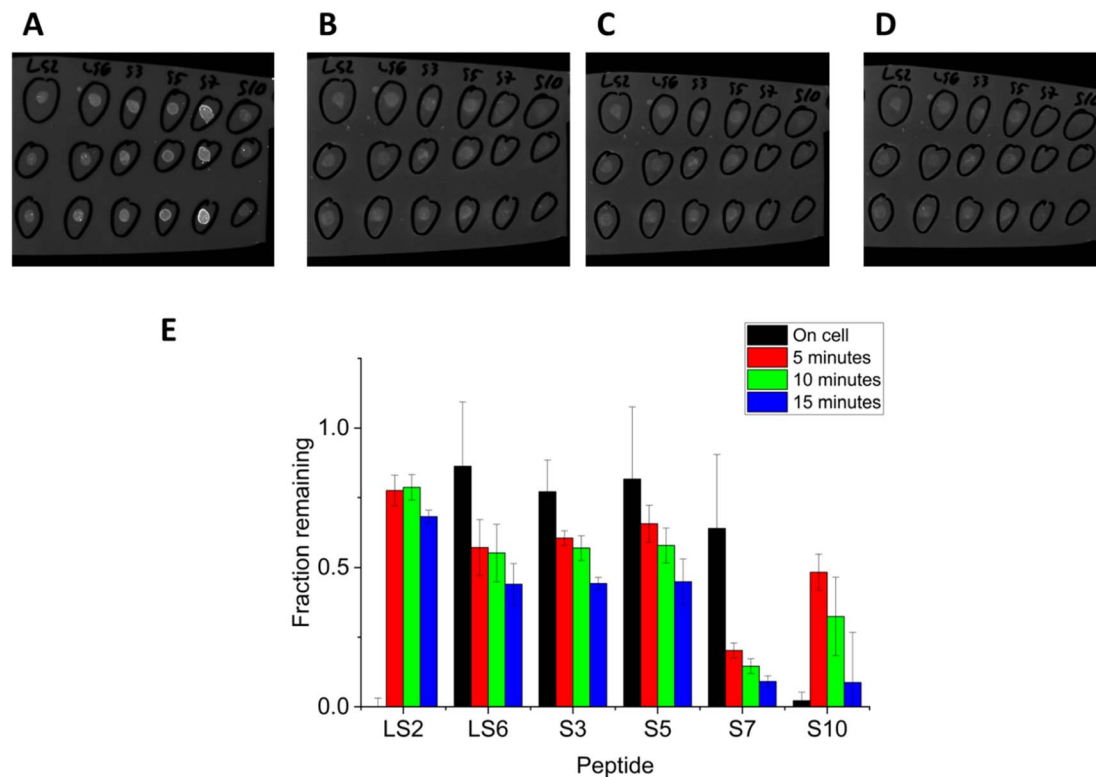 A B C D
LS2 LS6 S3 S5 S7 S10
LS2 LS6 S3 S5 S7 S10
LS2 LS6 S3 S5 S7 S10
LS2 LS6 S3 S5 S7 S10
E
On cell
5 minutes
10 minutes
15 minutes
Fraction remaining
1.0
0.5
0.0
LS2 LS6 S3 S5 S7 S10
Peptide